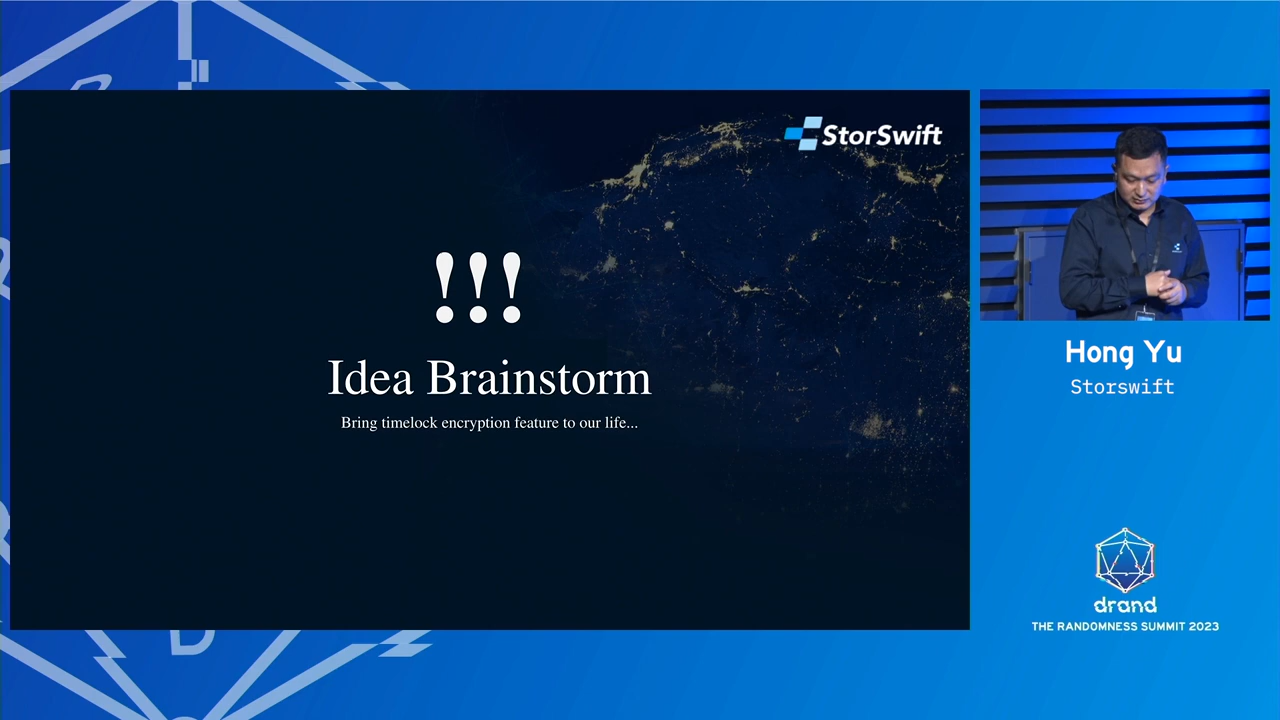 StorSwift
!!!
Idea Brainstorm
Bring timelock encryption feature to our life...
Hong Yu
Storswift
drand
THE RANDOMNESS SUMMIT 2023